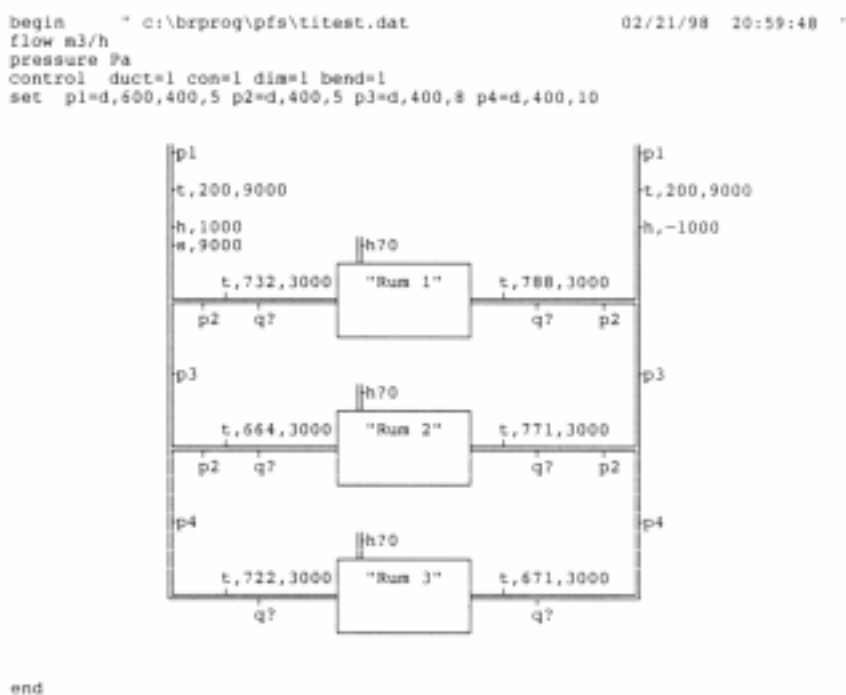 begin " c:\brprog\pfs\titest.dat 02/21/98 20:59:48 "
flow m3/h
pressure Pa
control duct=1 con=1 dim=1 bend=1
set p1=d,600,400,5 p2=d,400,5 p3=d,400,8 p4=d,400,10
p1 p1
t,200,9000 t,200,9000
h,1000 h,-1000
s,9000 h?0
t,732,3000 "Rum 1" t,788,3000
p2 q? q? p2
p3 p3
h?0
t,664,3000 "Rum 2" t,771,3000
p2 q? q? p2
p4 p4
h?0
t,722,3000 "Rum 3" t,671,3000
q? q?
end